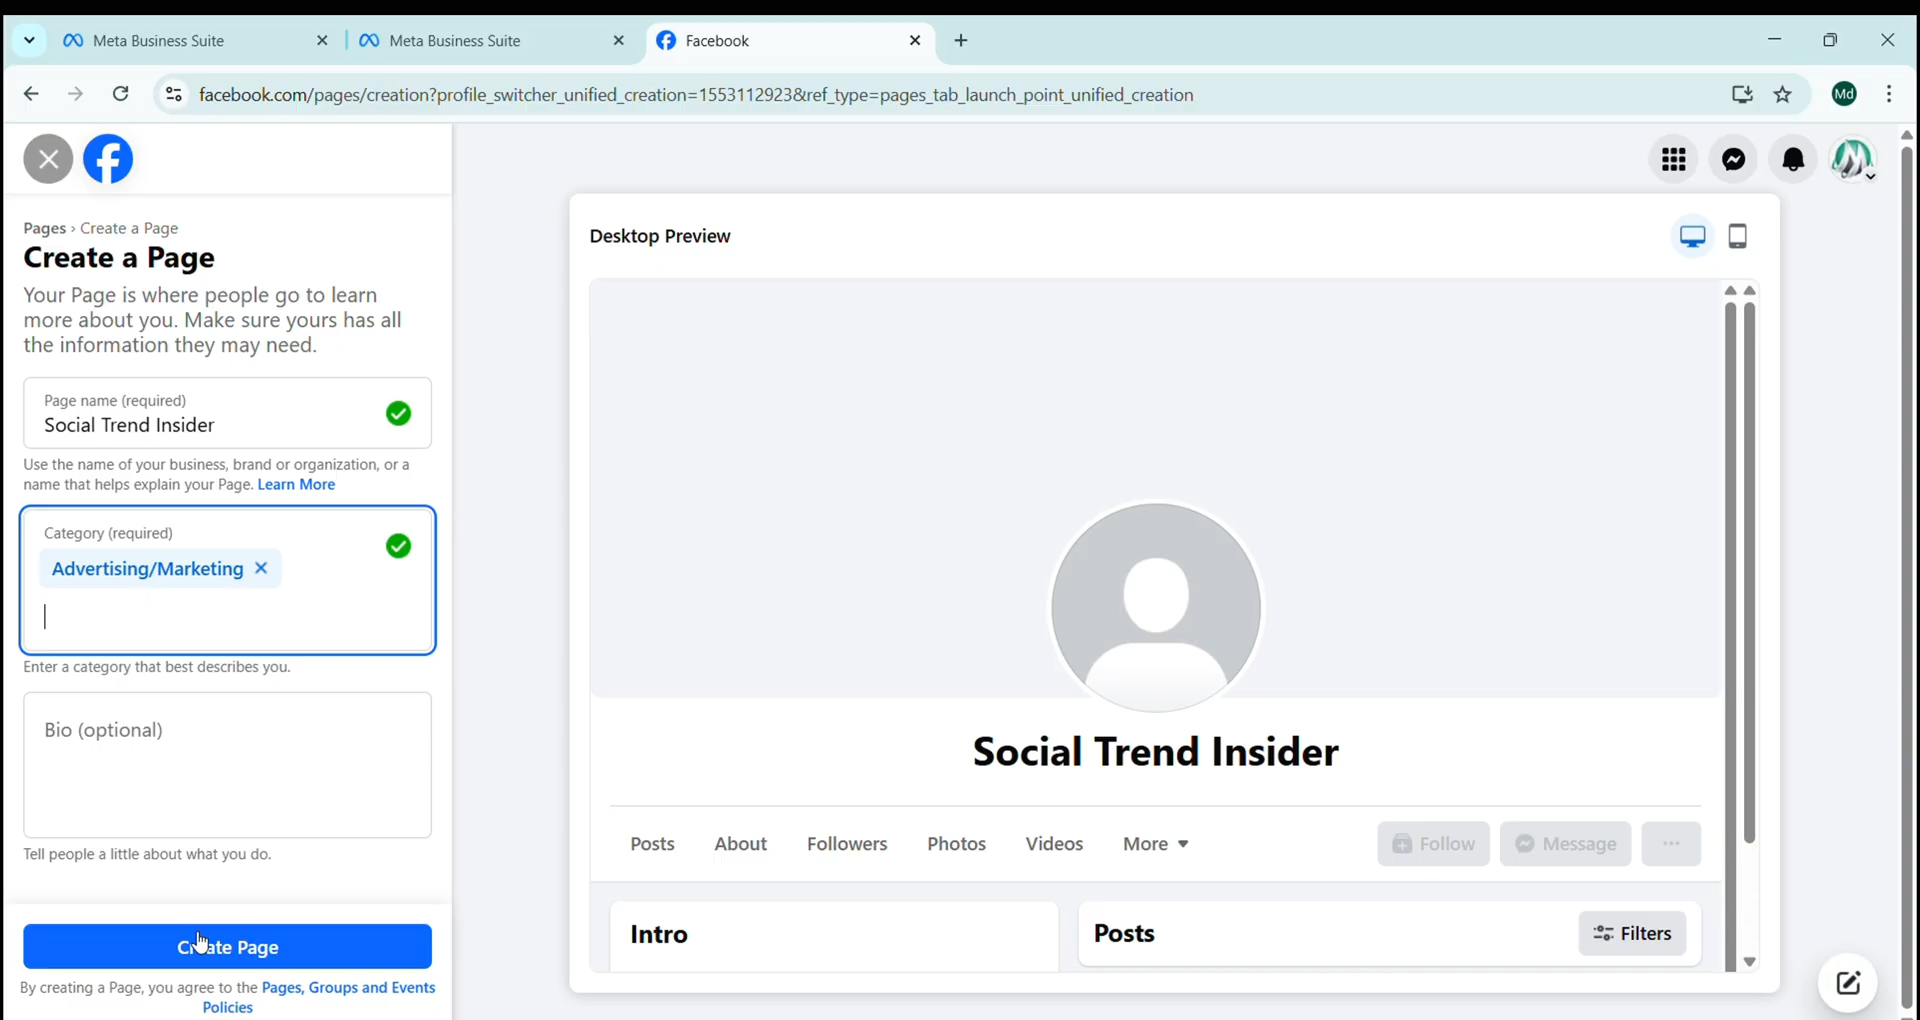 Meta Business Suite
Meta Business Suite
Facebook
facebook.com/pages/creation?profile_switcher_unified_creation=1553112923&ref_type=pages_tab_launch_point_unified_creation
Md
Pages › Create a Page
Create a Page
Your Page is where people go to learn
more about you. Make sure yours has all
the information they may need.
Page name (required)
Social Trend Insider
Use the name of your business, brand or organization, or a
name that helps explain your Page. Learn More
Category (required)
Advertising/Marketing
Enter a category that best describes you.
Bio (optional)
Tell people a little about what you do.
Create Page
By creating a Page, you agree to the Pages, Groups and Events
Policies
Desktop Preview
Social Trend Insider
Posts About Followers Photos Videos More Follow Message
Intro
Posts Filters